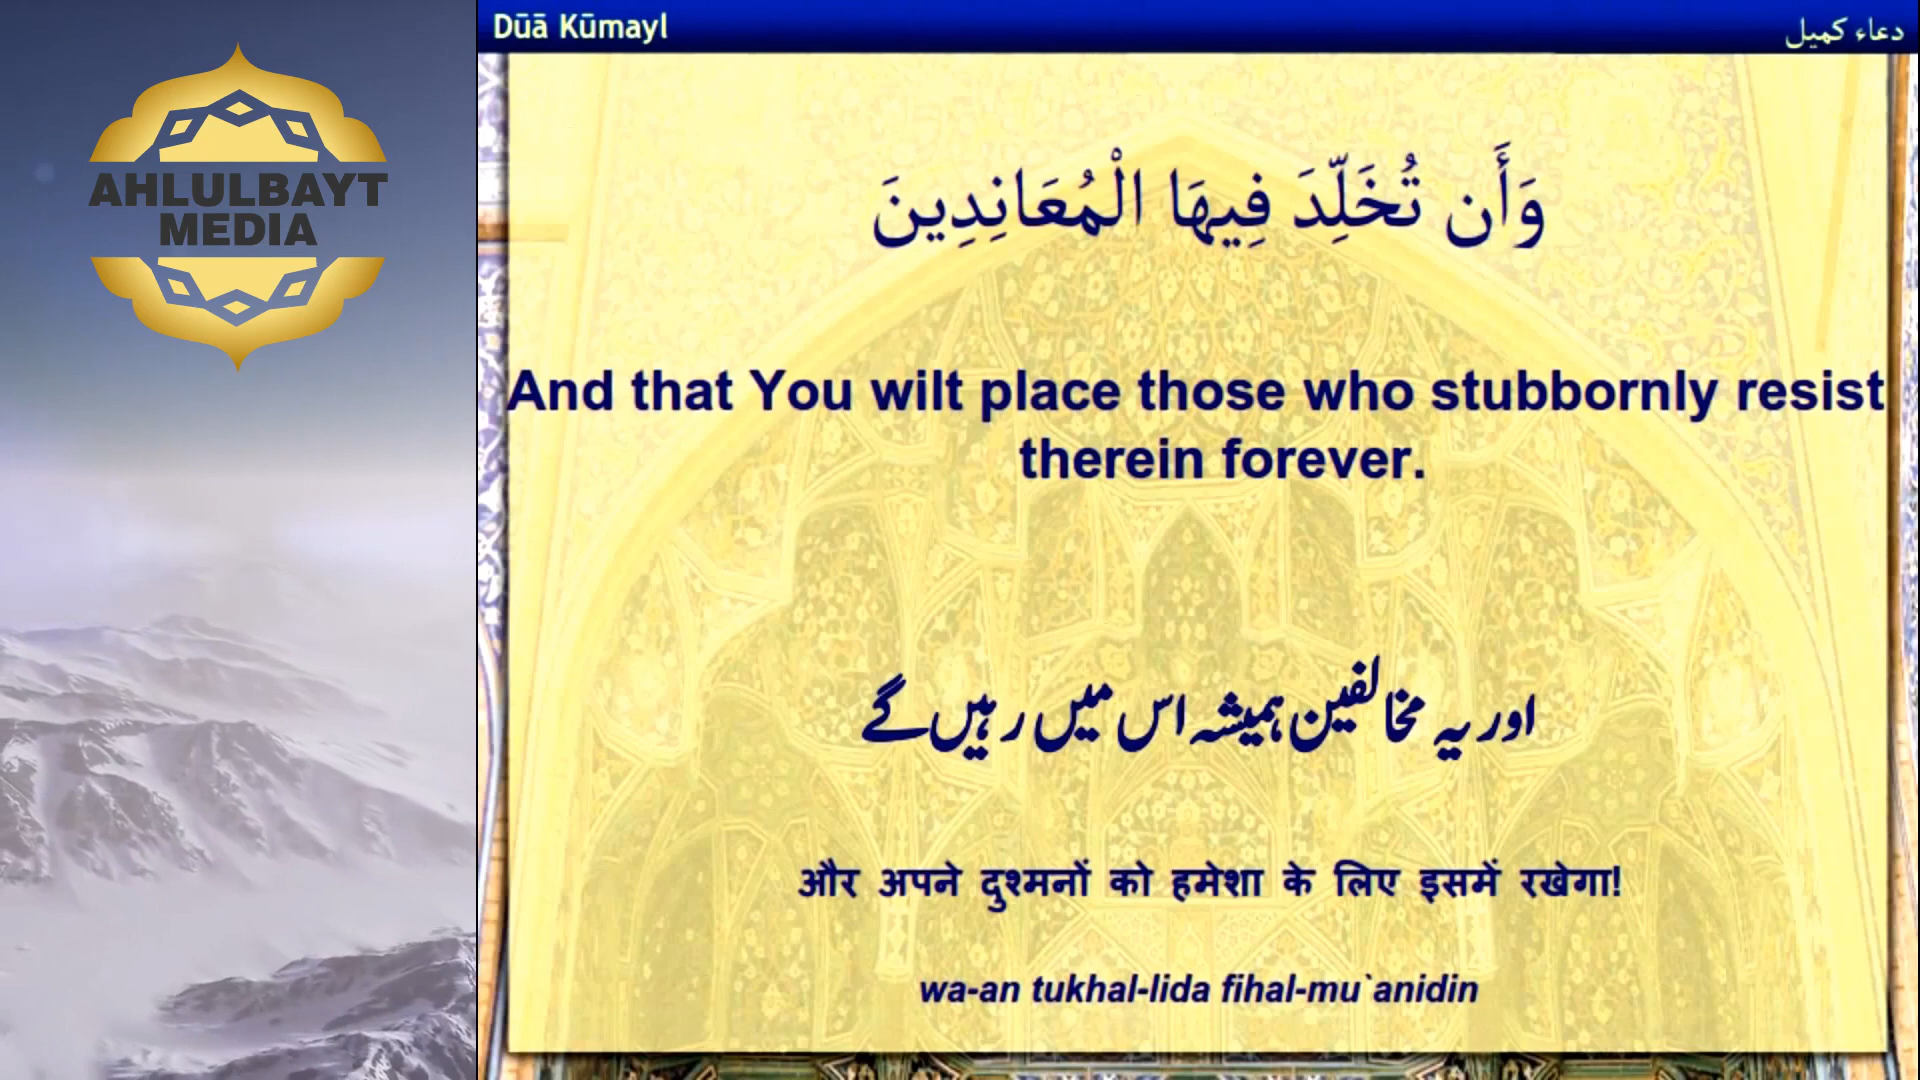 AHLULBAYT
MEDIA
Dūā Kūmayl
دعاء كميل
وَأَن تُخَلِّدَ فِيهَا الْمُعَانِدِينَ
And that You wilt place those who stubbornly resist
therein forever.
اور یہ مخالفین ہمیشہ اس میں رہیں گے
और अपने दुश्मनों को हमेशा के लिए इसमें रखेगा!
wa-an tukhal-lida fihal-mu`anidin